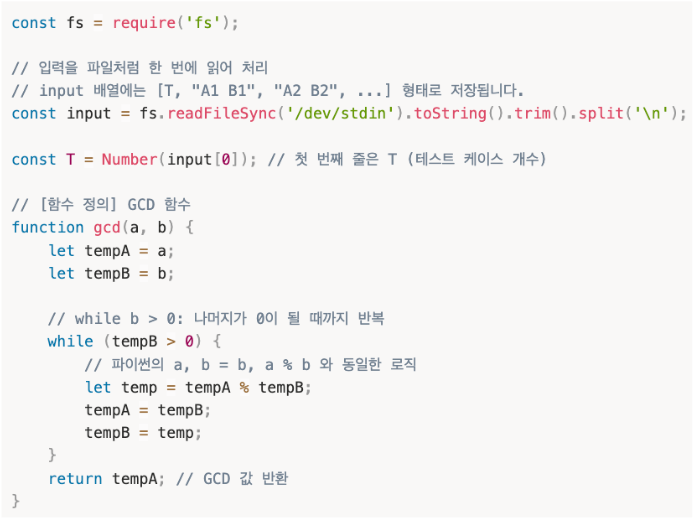 const fs = require('fs');
// 입력을 파일처럼 한 번에 읽어 처리
// input 배열에는 [T, "A1 B1", "A2 B2", ...] 형태로 저장됩니다.
const input = fs.readFileSync('/dev/stdin').toString().trim().split('\n');
const T = Number(input[0]); // 첫 번째 줄은 T (테스트 케이스 개수)
// [함수 정의] GCD 함수
function gcd(a, b) {
    let tempA = a;
    let tempB = b;
    // while b > 0: 나머지가 0이 될 때까지 반복
    while (tempB > 0) {
        // 파이썬의 a, b = b, a % b 와 동일한 로직
        let temp = tempA % tempB;
        tempA = tempB;
        tempB = temp;
    }
    return tempA; // GCD 값 반환
}